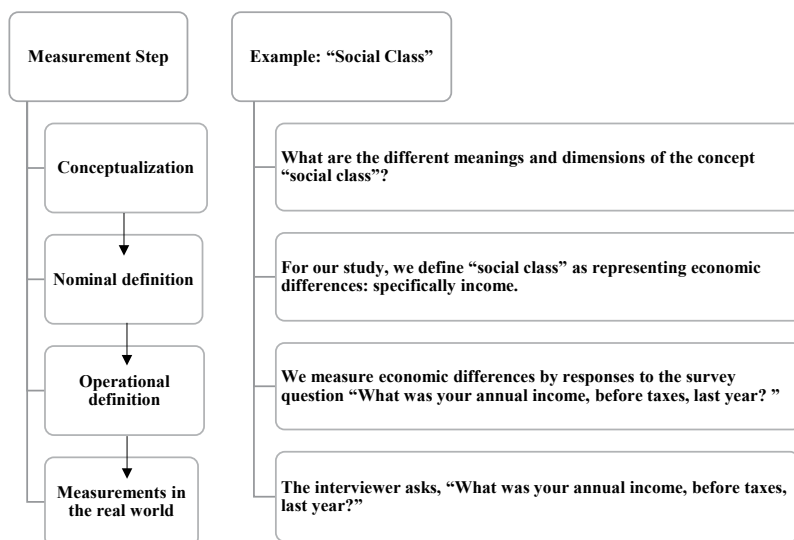 Measurement Step
Example: “Social Class”
Conceptualization
What are the different meanings and dimensions of the concept
“social class”?
Nominal definition
For our study, we define “social class” as representing economic
differences: specifically income.
Operational
definition
We measure economic differences by responses to the survey
question “What was your annual income, before taxes, last year? ”
Measurements in
the real world
The interviewer asks, “What was your annual income, before taxes,
last year?”